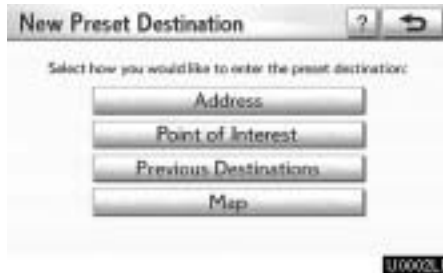 New Preset Destination ?
Select how you would like to enter the preset destination:
Address
Point of Interest
Previous Destinations
Map
U0002L